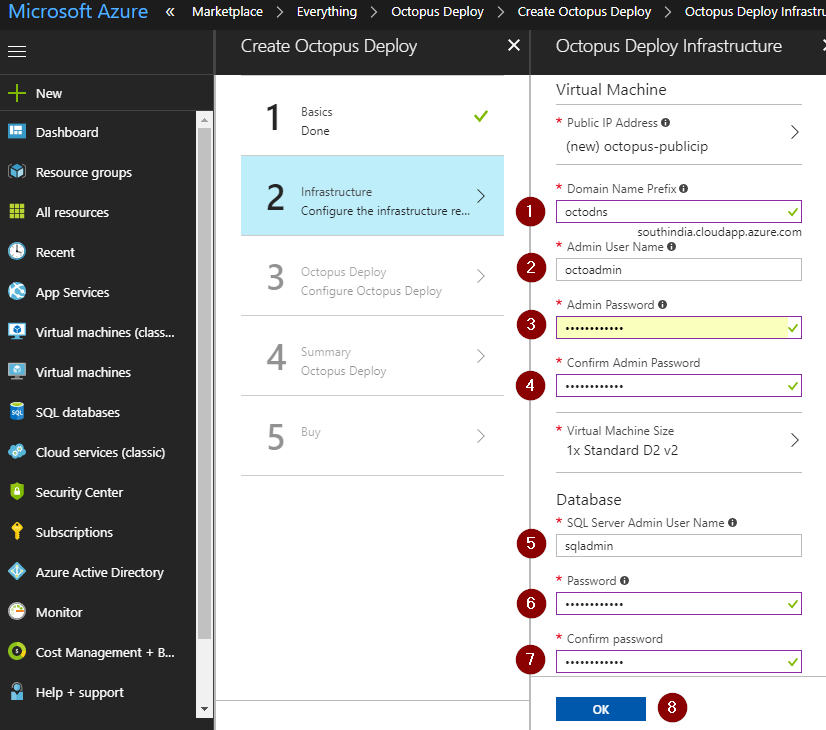 Microsoft Azure « Marketplace > Everything > Octopus Deploy > Create Octopus Deploy > Octopus Deploy Infrastru
New
Dashboard
Resource groups
All resources
Recent
App Services
Virtual machines (class...
Virtual machines
SQL databases
Cloud services (classic)
Security Center
Subscriptions
Azure Active Directory
Monitor
Cost Management + B...
Help + support
Create Octopus Deploy
1 Basics
Done
2 Infrastructure
Configure the infrastructure re...
3 Octopus Deploy
Configure Octopus Deploy
4 Summary
Octopus Deploy
5 Buy
Octopus Deploy Infrastructure
Virtual Machine
* Public IP Address
(new) octopus-publicip
* Domain Name Prefix
1 octodns
southindia.cloudapp.azure.com
* Admin User Name
2 octoadmin
* Admin Password
3 ••••••••••••
* Confirm Admin Password
4 ••••••••••••
* Virtual Machine Size
1x Standard D2 v2
Database
* SQL Server Admin User Name
5 sqladmin
* Password
6 ••••••••••••
* Confirm password
7 ••••••••••••
OK 8